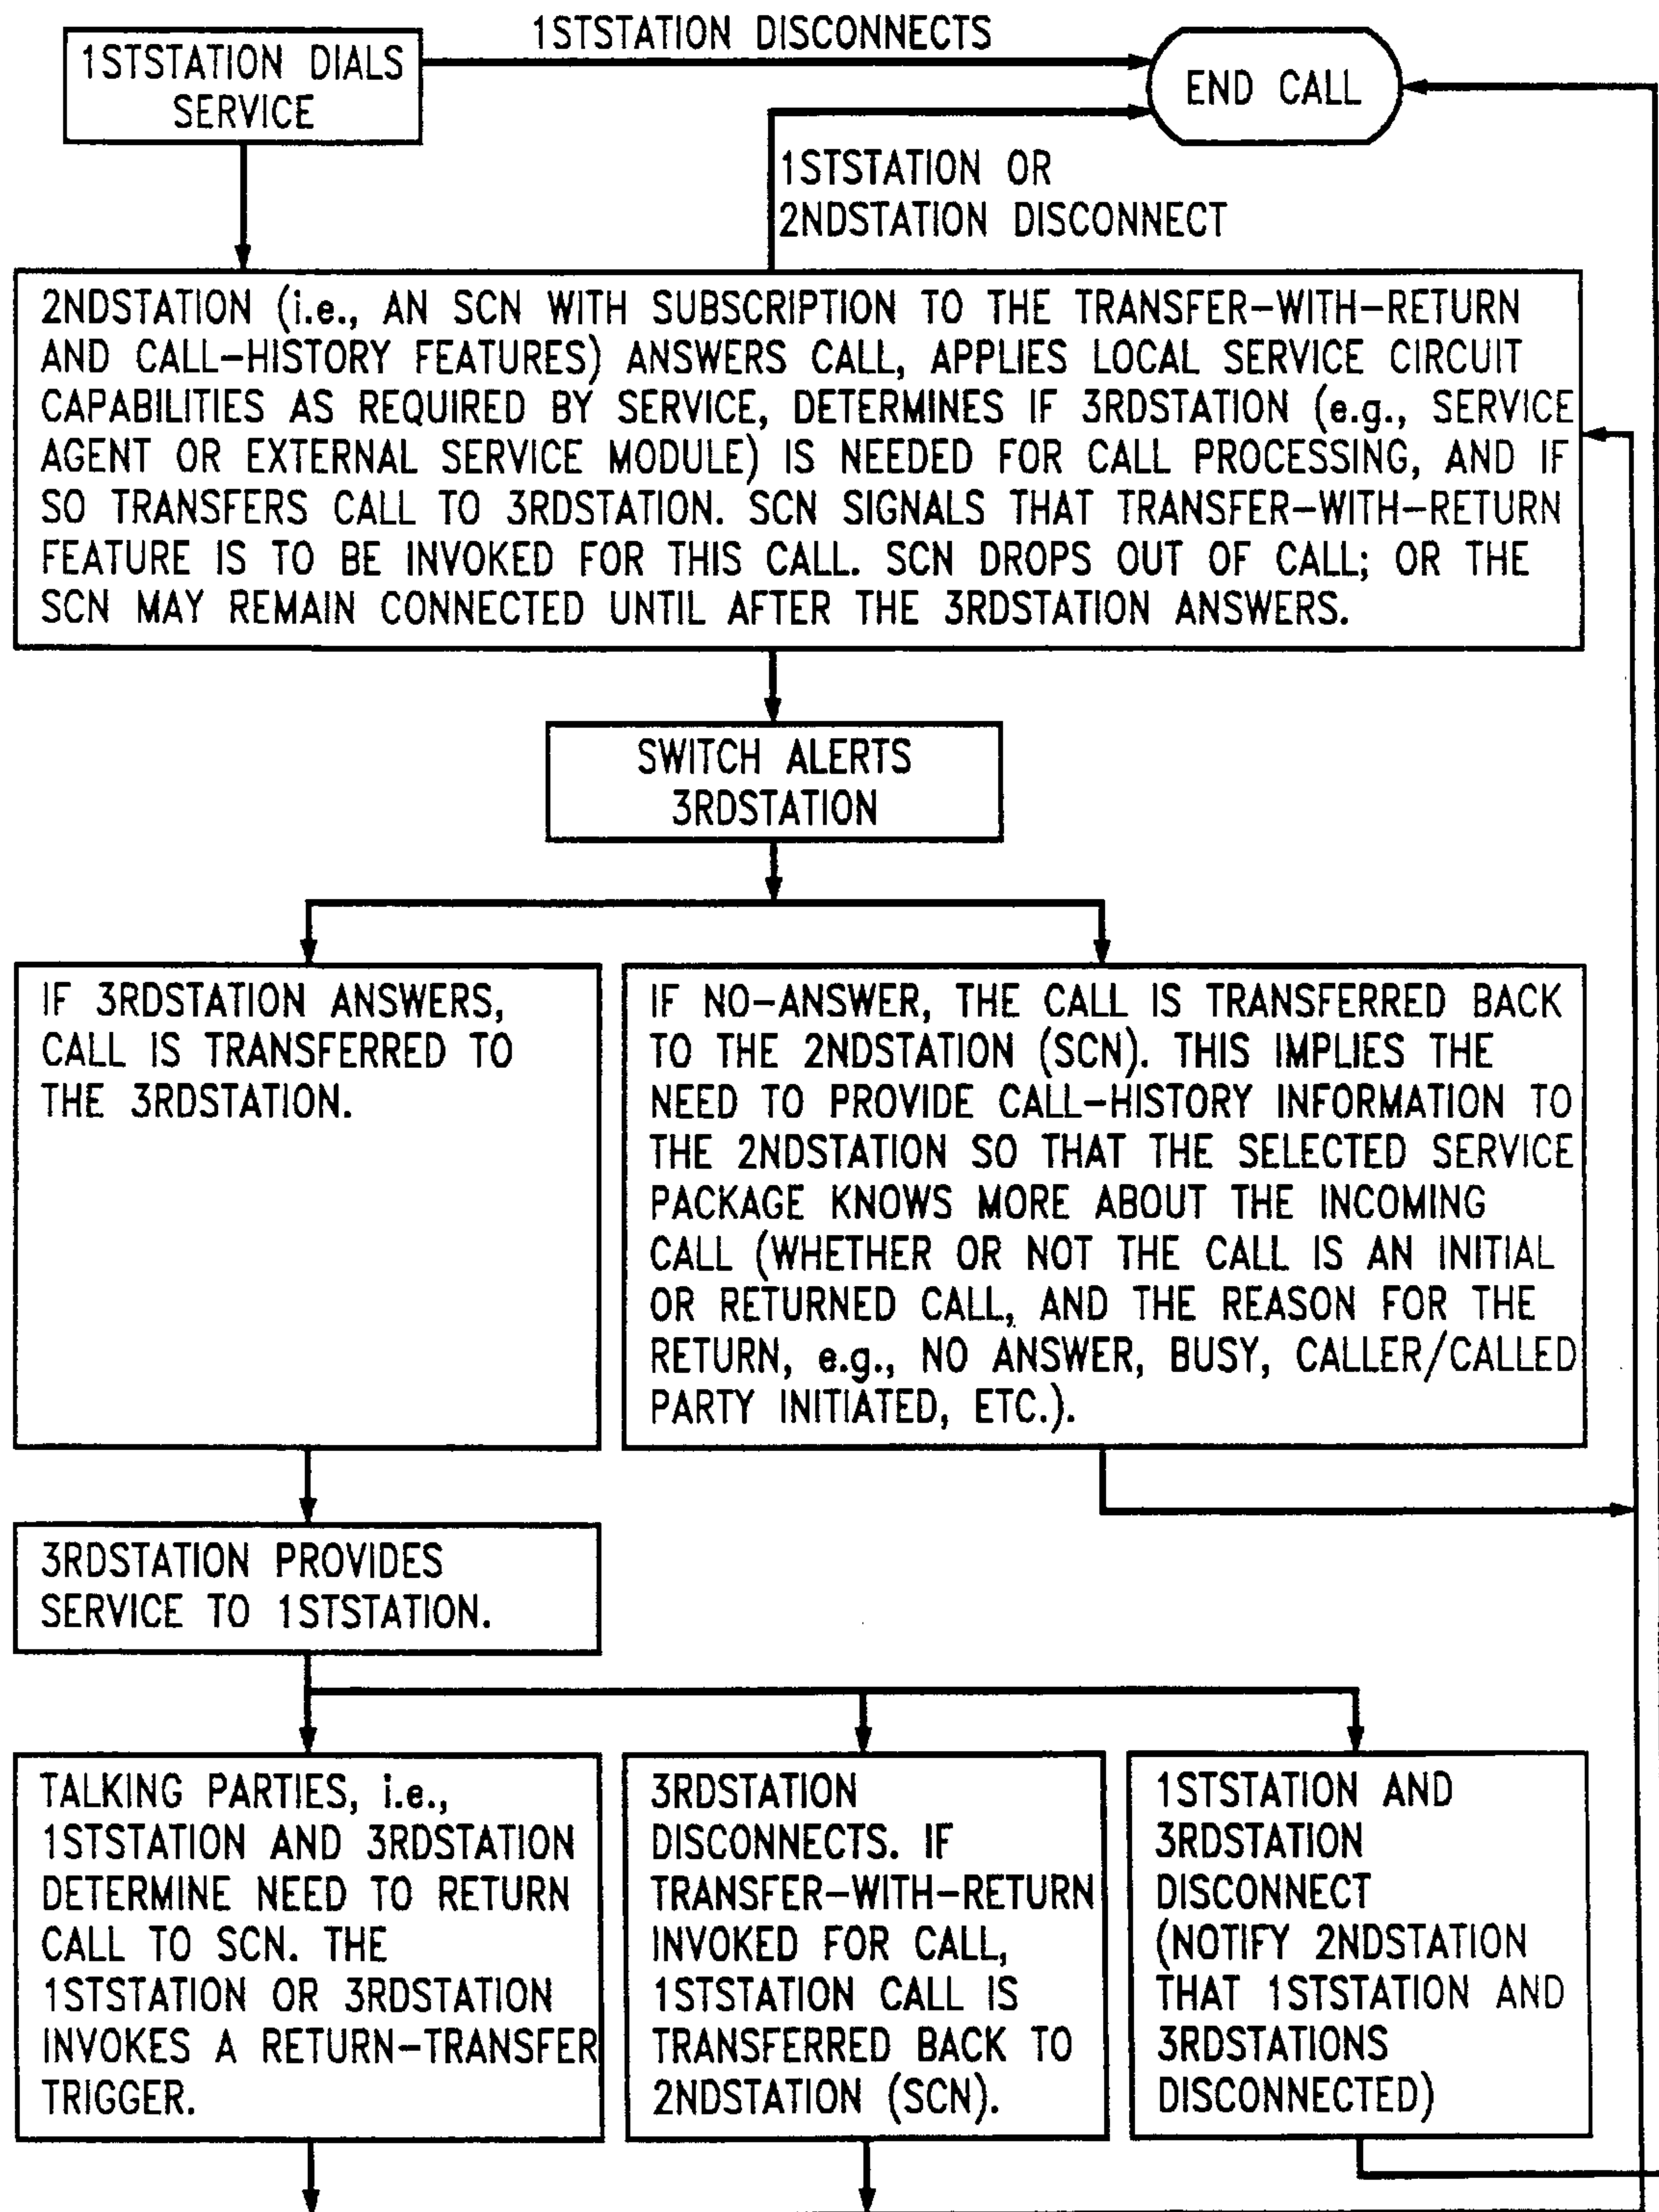 1STSTATION DIALS
SERVICE
1STSTATION DISCONNECTS
END CALL
1STSTATION OR
2NDSTATION DISCONNECT
2NDSTATION (i.e., AN SCN WITH SUBSCRIPTION TO THE TRANSFER-WITH-RETURN
AND CALL-HISTORY FEATURES) ANSWERS CALL, APPLIES LOCAL SERVICE CIRCUIT
CAPABILITIES AS REQUIRED BY SERVICE, DETERMINES IF 3RDSTATION (e.g., SERVICE
AGENT OR EXTERNAL SERVICE MODULE) IS NEEDED FOR CALL PROCESSING, AND IF
SO TRANSFERS CALL TO 3RDSTATION. SCN SIGNALS THAT TRANSFER-WITH-RETURN
FEATURE IS TO BE INVOKED FOR THIS CALL. SCN DROPS OUT OF CALL; OR THE
SCN MAY REMAIN CONNECTED UNTIL AFTER THE 3RDSTATION ANSWERS.
SWITCH ALERTS
3RDSTATION
IF 3RDSTATION ANSWERS,
CALL IS TRANSFERRED TO
THE 3RDSTATION.
IF NO-ANSWER, THE CALL IS TRANSFERRED BACK
TO THE 2NDSTATION (SCN). THIS IMPLIES THE
NEED TO PROVIDE CALL-HISTORY INFORMATION TO
THE 2NDSTATION SO THAT THE SELECTED SERVICE
PACKAGE KNOWS MORE ABOUT THE INCOMING
CALL (WHETHER OR NOT THE CALL IS AN INITIAL
OR RETURNED CALL, AND THE REASON FOR THE
RETURN, e.g., NO ANSWER, BUSY, CALLER/CALLED
PARTY INITIATED, ETC.).
3RDSTATION PROVIDES
SERVICE TO 1STSTATION.
TALKING PARTIES, i.e.,
1STSTATION AND 3RDSTATION
DETERMINE NEED TO RETURN
CALL TO SCN. THE
1STSTATION OR 3RDSTATION
INVOKES A RETURN-TRANSFER
TRIGGER.
3RDSTATION
DISCONNECTS. IF
TRANSFER-WITH-RETURN
INVOKED FOR CALL,
1STSTATION CALL IS
TRANSFERRED BACK TO
2NDSTATION (SCN).
1STSTATION AND
3RDSTATION
DISCONNECT
(NOTIFY 2NDSTATION
THAT 1STSTATION AND
3RDSTATIONS
DISCONNECTED)